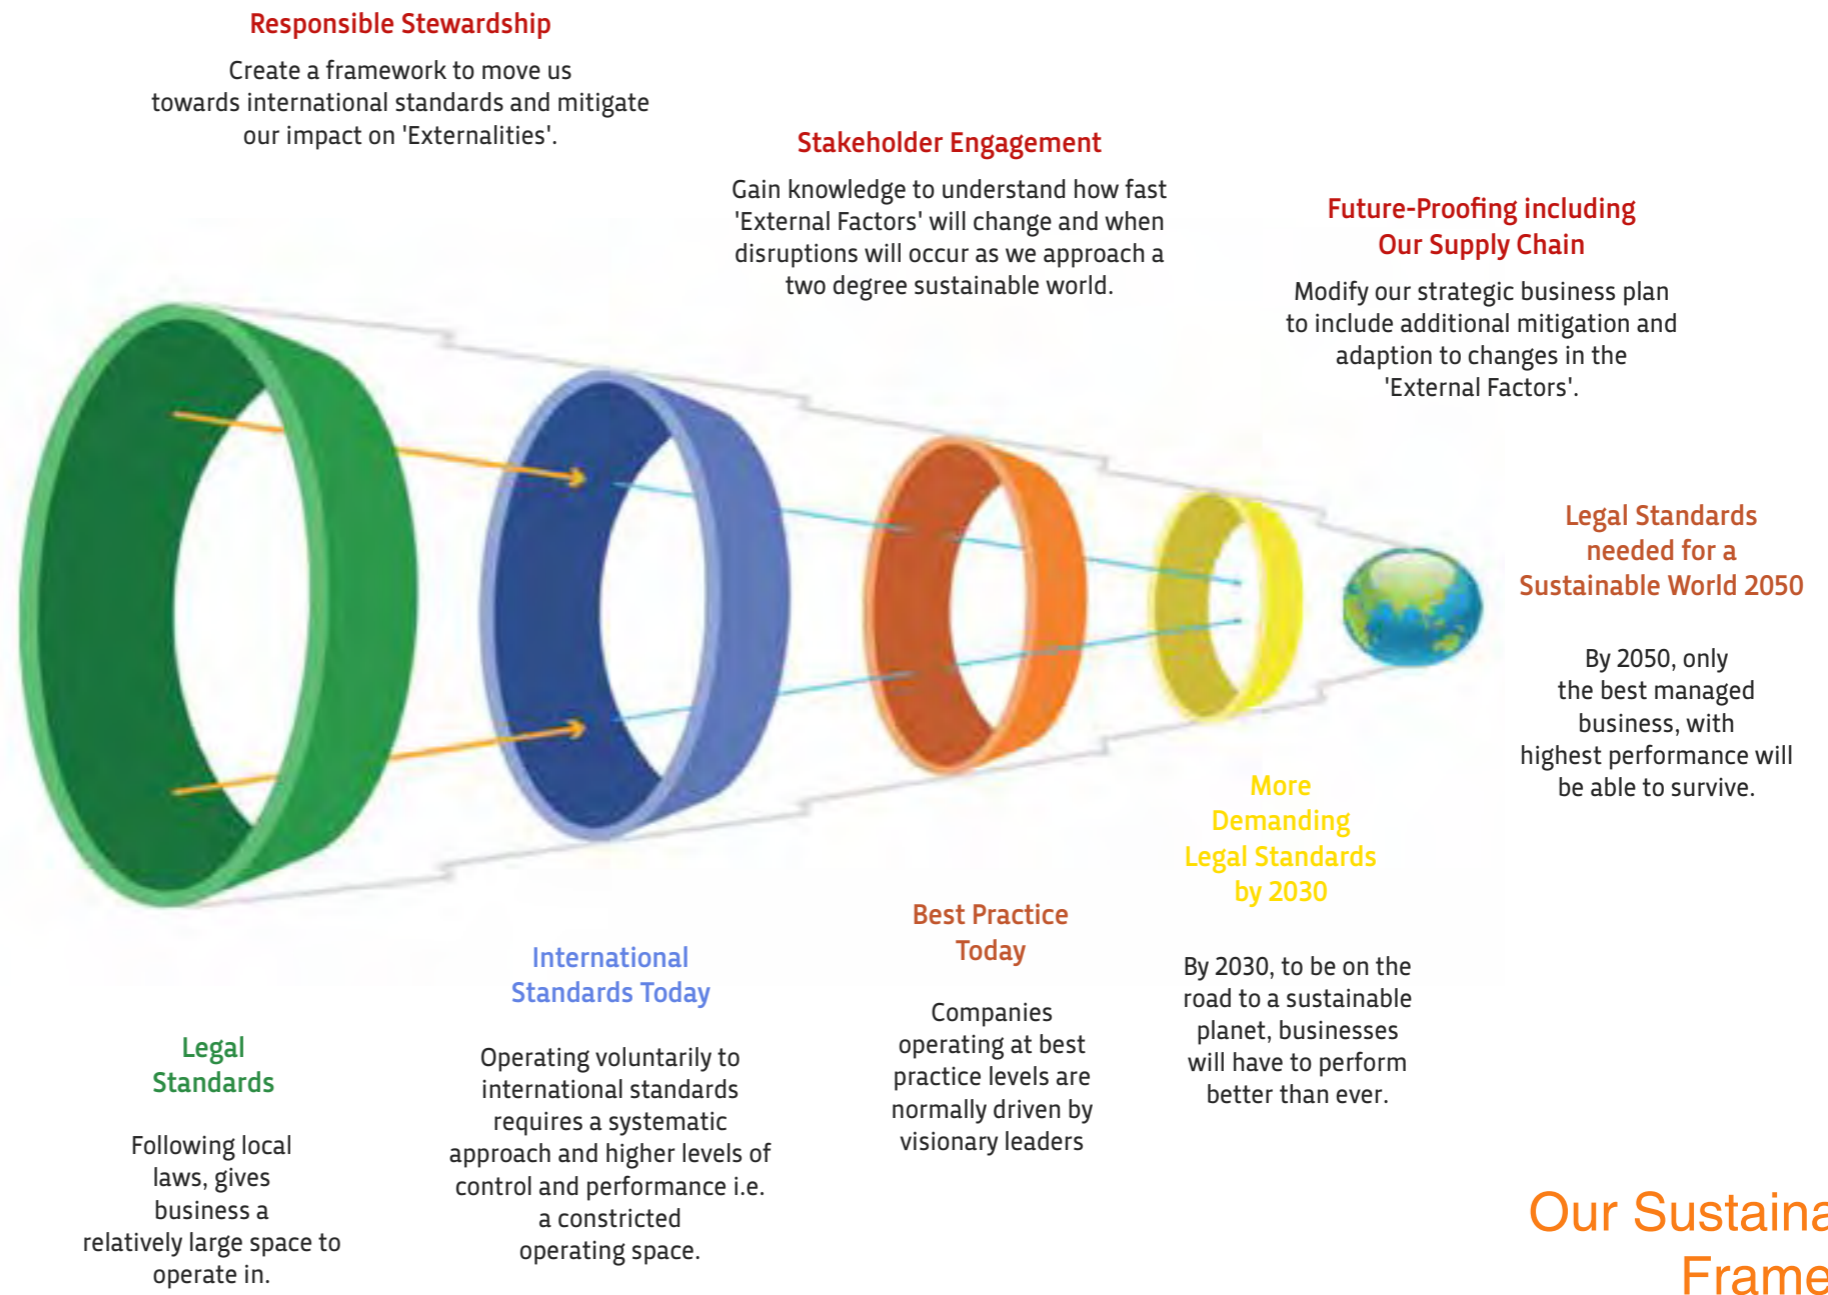 Responsible Stewardship
Create a framework to move us
towards international standards and mitigate
our impact on 'Externalities'.
Stakeholder Engagement
Gain knowledge to understand how fast
'External Factors' will change and when
disruptions will occur as we approach a
two degree sustainable world.
Future-Proofing including
Our Supply Chain
Modify our strategic business plan
to include additional mitigation and
adaption to changes in the
'External Factors'.
Legal Standards
needed for a
Sustainable World 2050
By 2050, only
the best managed
business, with
highest performance will
be able to survive.
More
Demanding
Legal Standards
by 2030
By 2030, to be on the
road to a sustainable
planet, businesses
will have to perform
better than ever.
Best Practice
Today
Companies
operating at best
practice levels are
normally driven by
visionary leaders
International
Standards Today
Operating voluntarily to
international standards
requires a systematic
approach and higher levels of
control and performance i.e.
a constricted
operating space.
Legal
Standards
Following local
laws, gives
business a
relatively large space to
operate in.
Our Sustaina
Frame